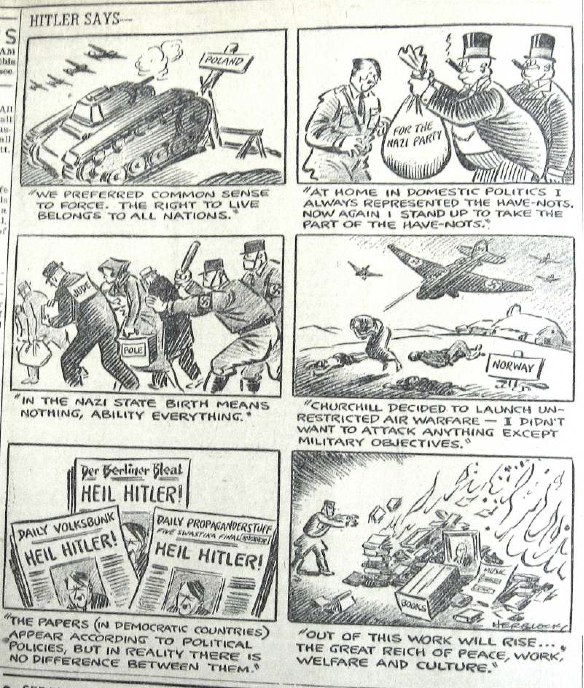 HITLER SAYS—
POLAND
"WE PREFERRED COMMON SENSE
TO FORCE. THE RIGHT TO LIVE
BELONGS TO ALL NATIONS."
FOR THE
NAZI PARTY
"AT HOME IN DOMESTIC POLITICS I
ALWAYS REPRESENTED THE HAVE-NOTS.
NOW AGAIN I STAND UP TO TAKE THE
PART OF THE HAVE-NOTS."
JUDE
POLE
"IN THE NAZI STATE BIRTH MEANS
NOTHING, ABILITY EVERYTHING."
NORWAY
"CHURCHILL DECIDED TO LAUNCH UN-
RESTRICTED AIR WARFARE — I DIDN'T
WANT TO ATTACK ANYTHING EXCEPT
MILITARY OBJECTIVES."
Der Berliner Bleat
HEIL HITLER!
DAILY VOLKSBUNK
HEIL HITLER!
DAILY PROPAGANDERSTUFF
FIVE SWASTIKA FINAL
HEIL HITLER!
"THE PAPERS (IN DEMOCRATIC COUNTRIES)
APPEAR ACCORDING TO POLITICAL
POLICIES, BUT IN REALITY THERE IS
NO DIFFERENCE BETWEEN THEM."
BOOKS
HERBLOCK
"OUT OF THIS WORK WILL RISE...
THE GREAT REICH OF PEACE, WORK,
WELFARE AND CULTURE."